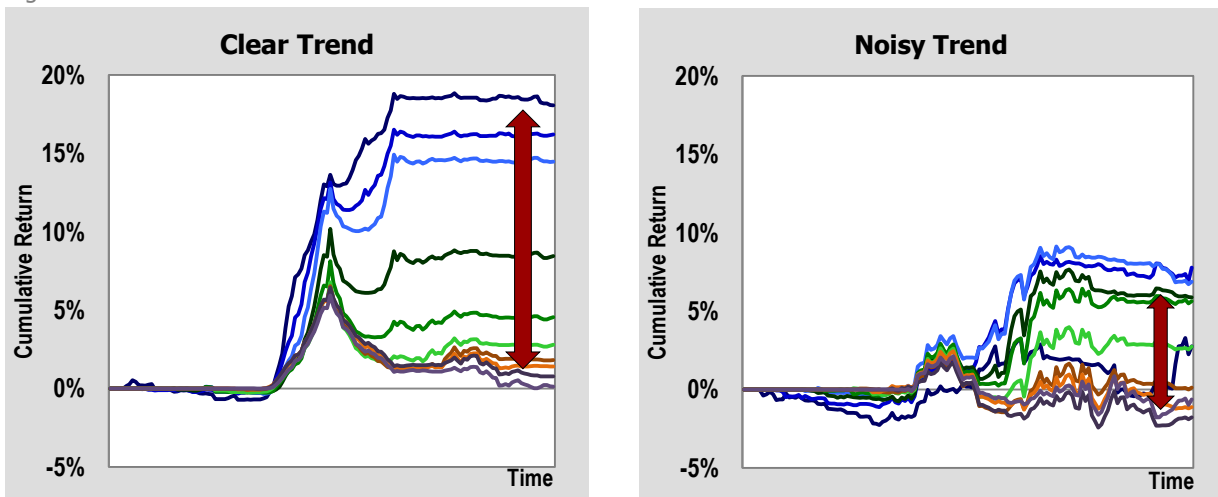 Clear Trend
20%
15%
10%
5%
0%
-5%
Cumulative Return
Time
Noisy Trend
20%
15%
10%
5%
0%
-5%
Cumulative Return
Time